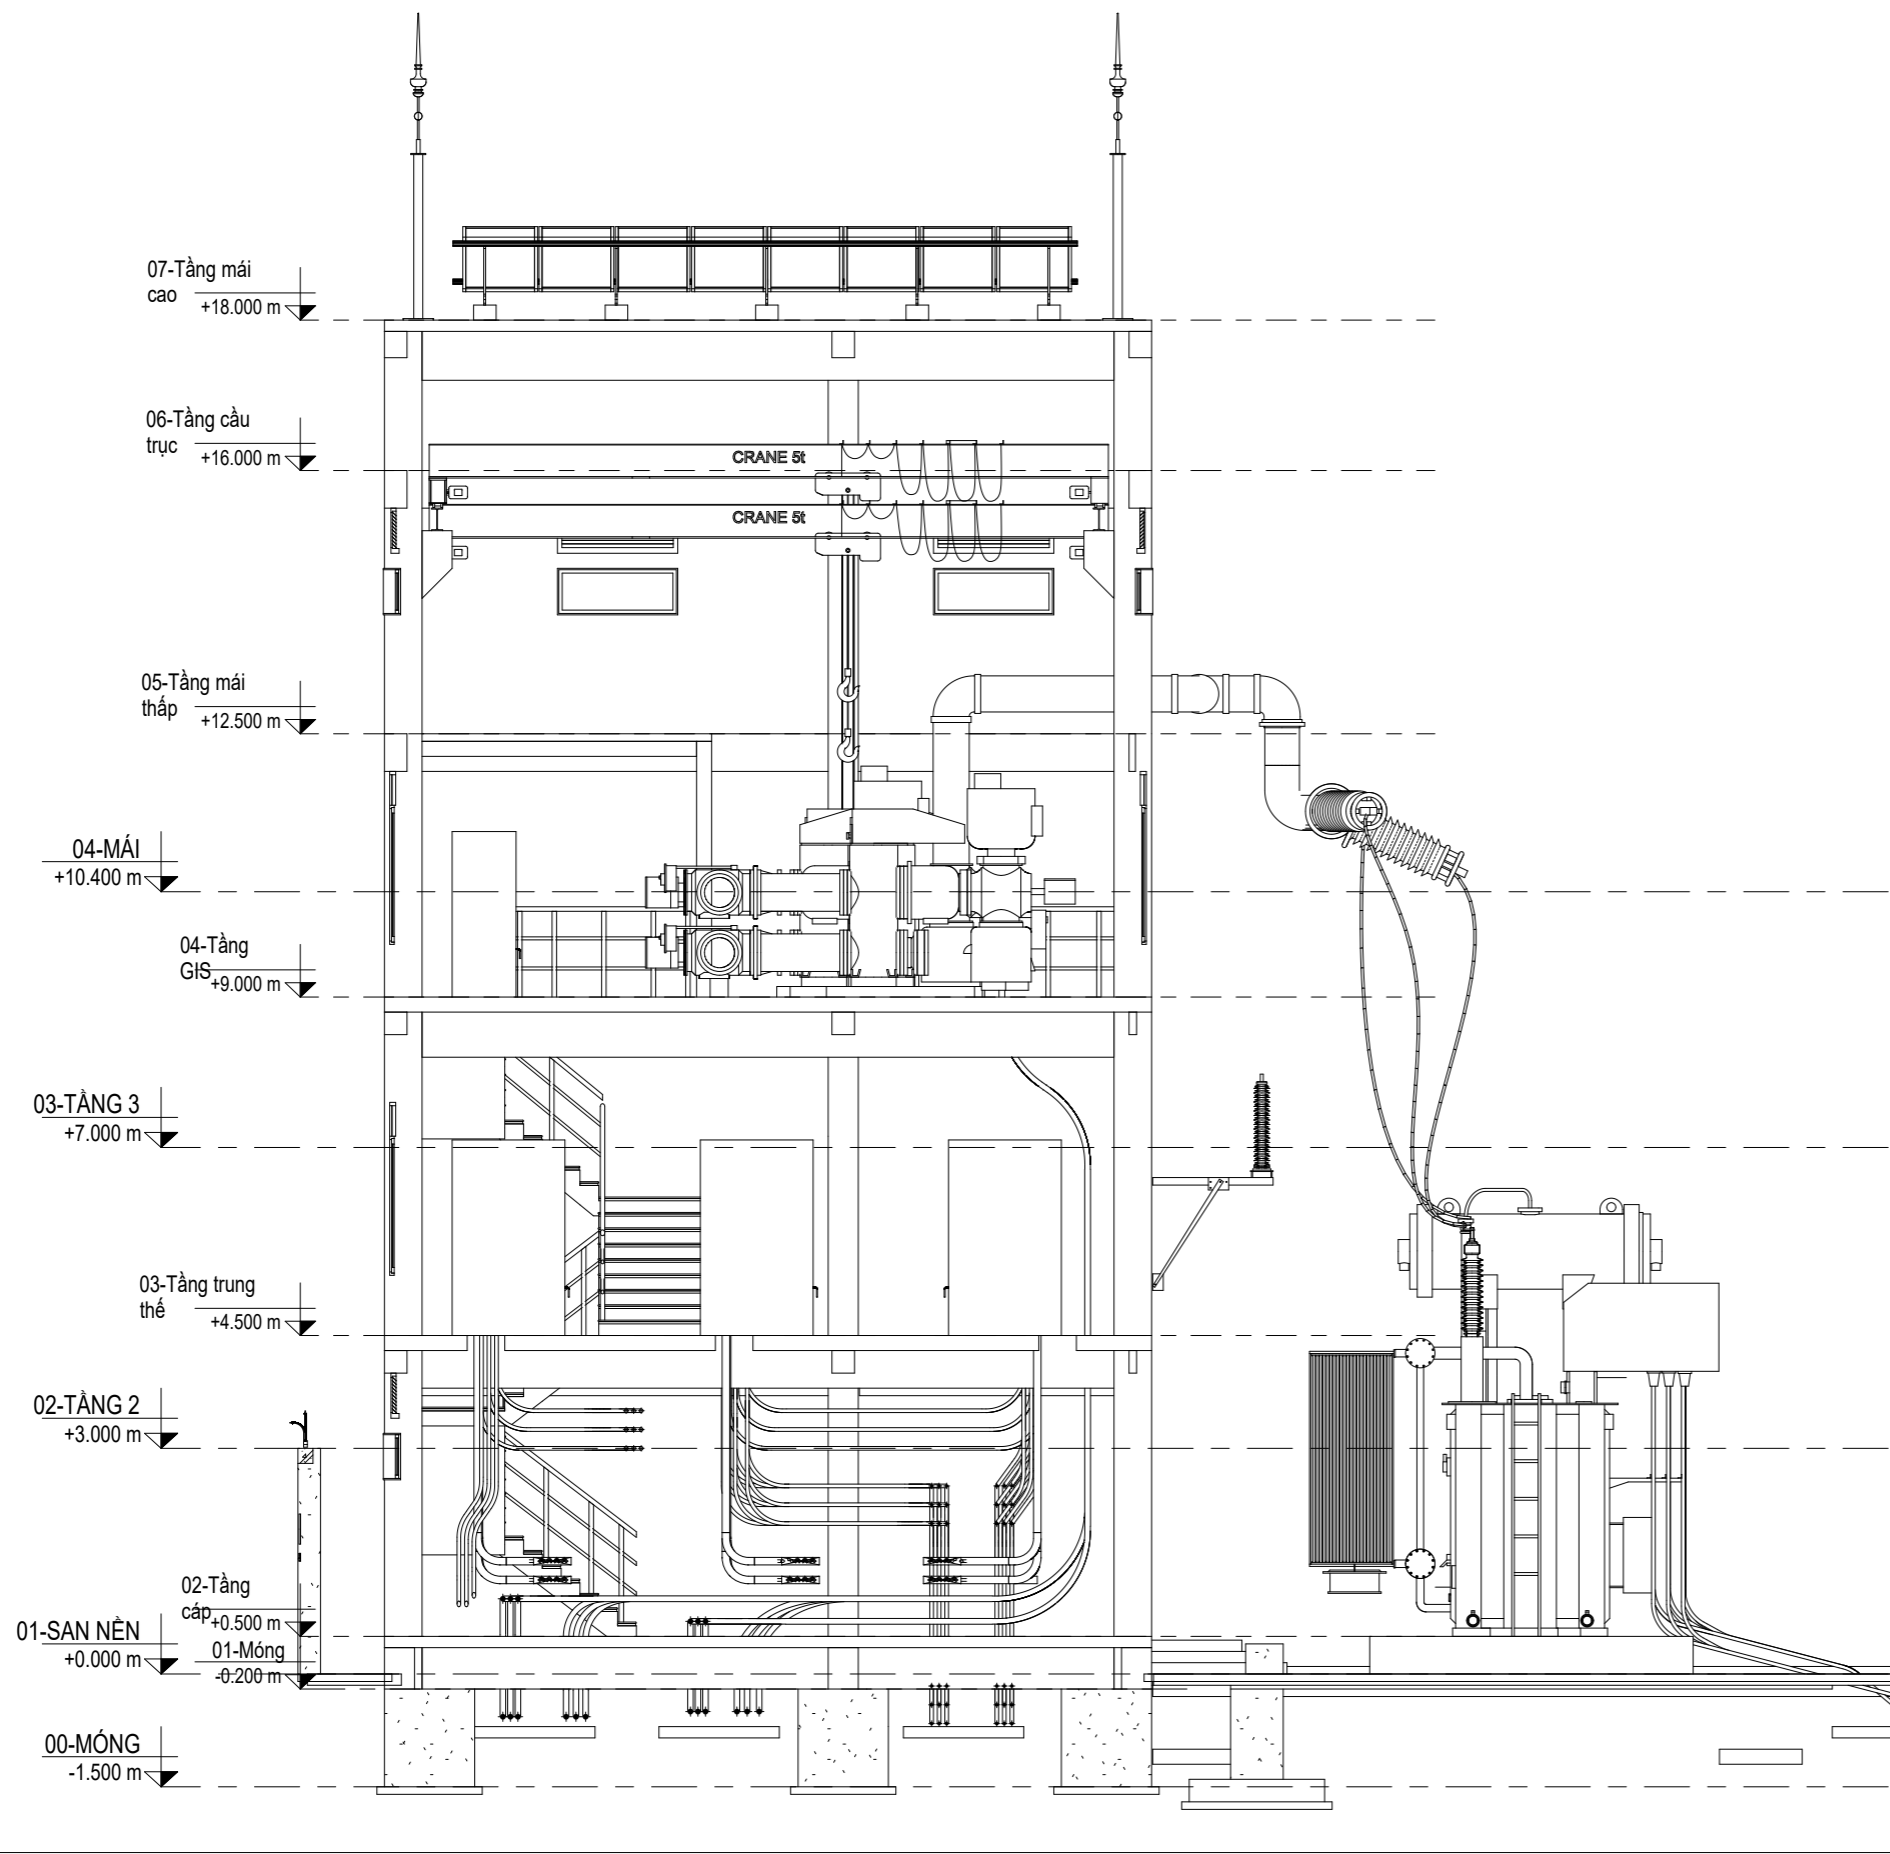 07-Tầng mái
cao
+18.000 m
06-Tầng cầu
trục
+16.000 m
CRANE 5t
CRANE 5t
05-Tầng mái
thấp
+12.500 m
04-MÁI
+10.400 m
04-Tầng
GIS
+9.000 m
03-TẦNG 3
+7.000 m
03-Tầng trung
thế
+4.500 m
02-TẦNG 2
+3.000 m
02-Tầng
cáp
+0.500 m
01-SAN NỀN
+0.000 m
01-Móng
-0.200 m
00-MÓNG
-1.500 m